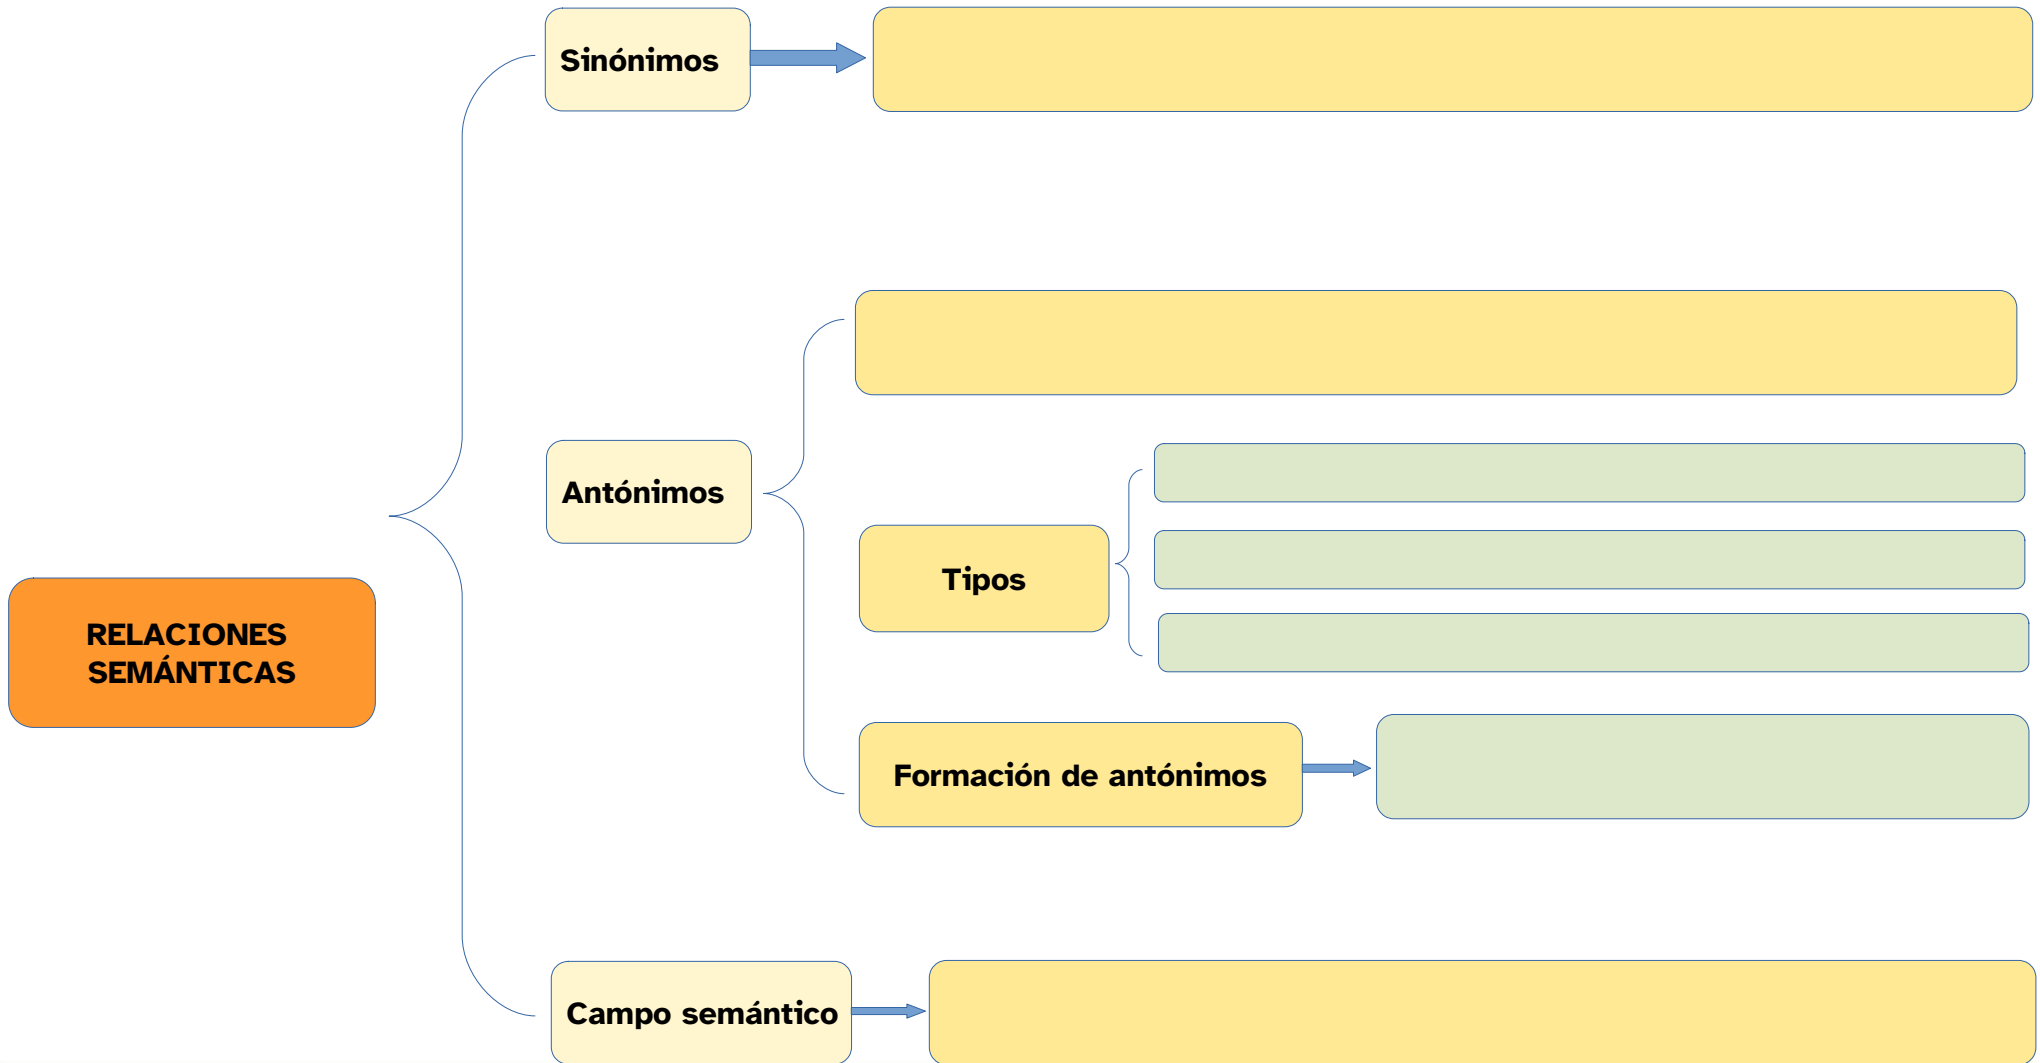 Sinónimos
Antónimos
Tipos
RELACIONES
SEMÁNTICAS
Formación de antónimos
Campo semántico